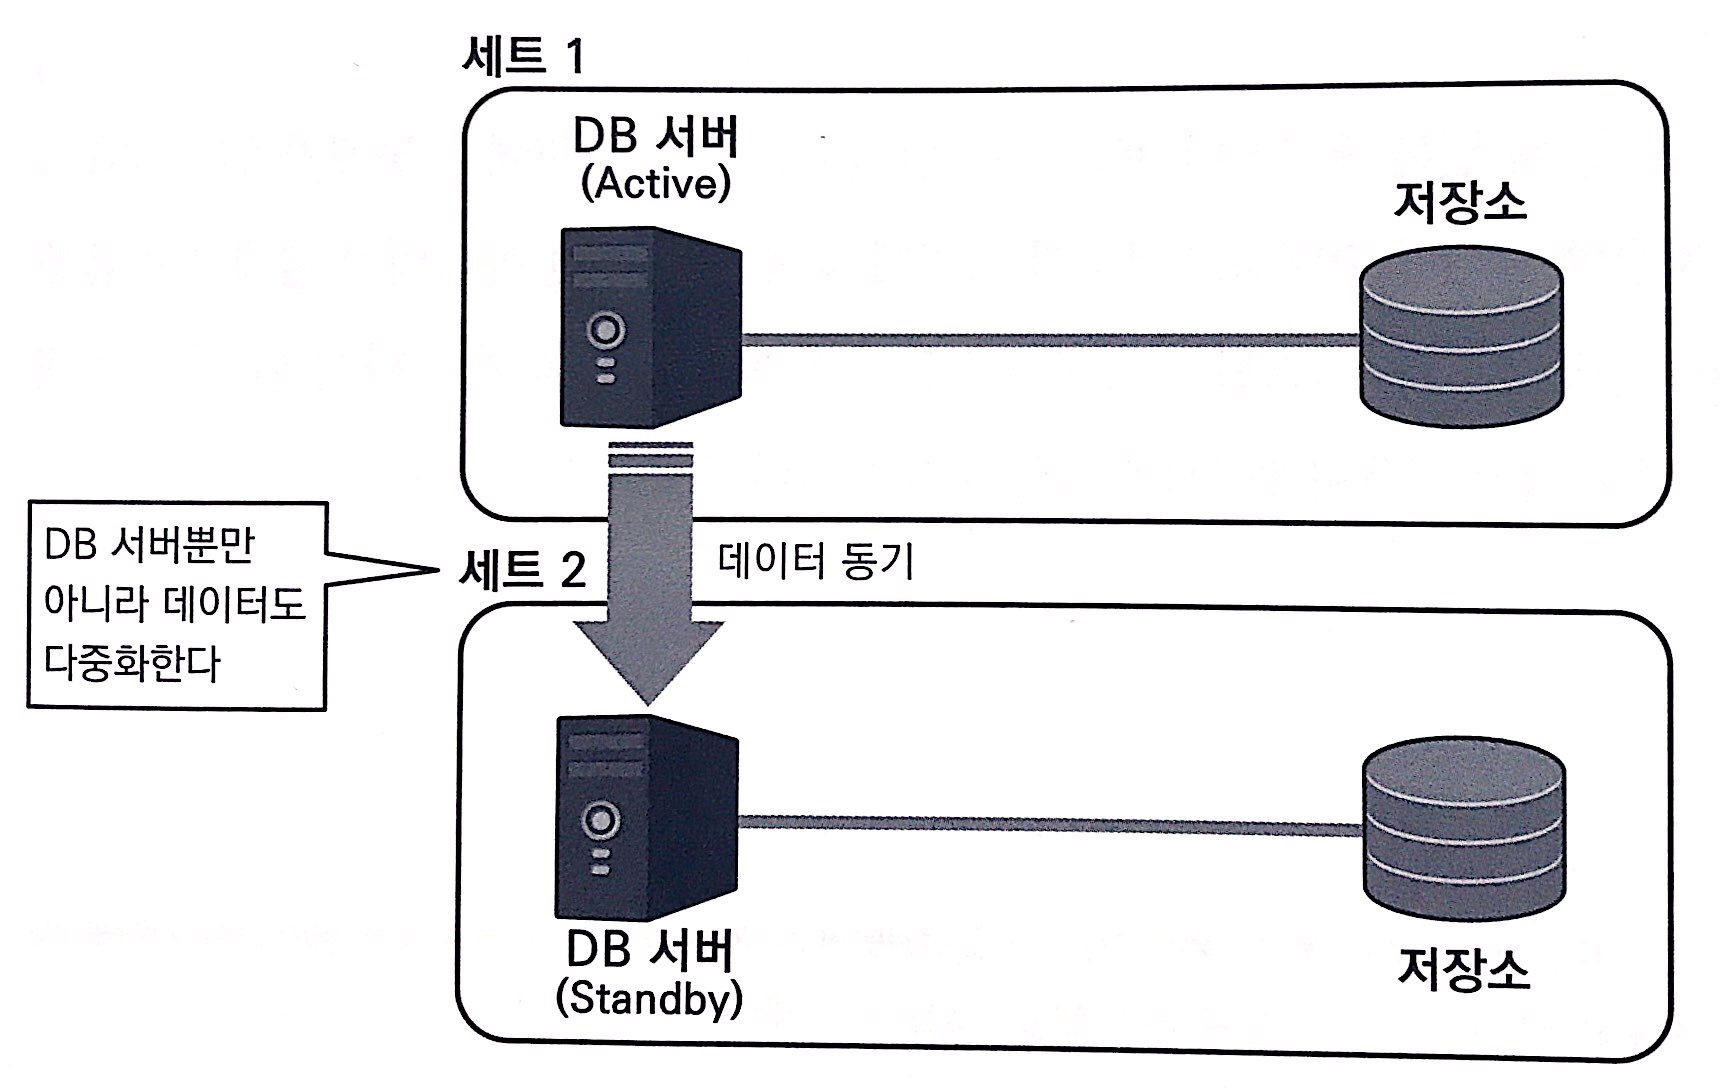 세트 1
DB 서버
(Active)
저장소
DB 서버뿐만
아니라 데이터도
다중화한다
세트 2
데이터 동기
DB 서버
(Standby)
저장소